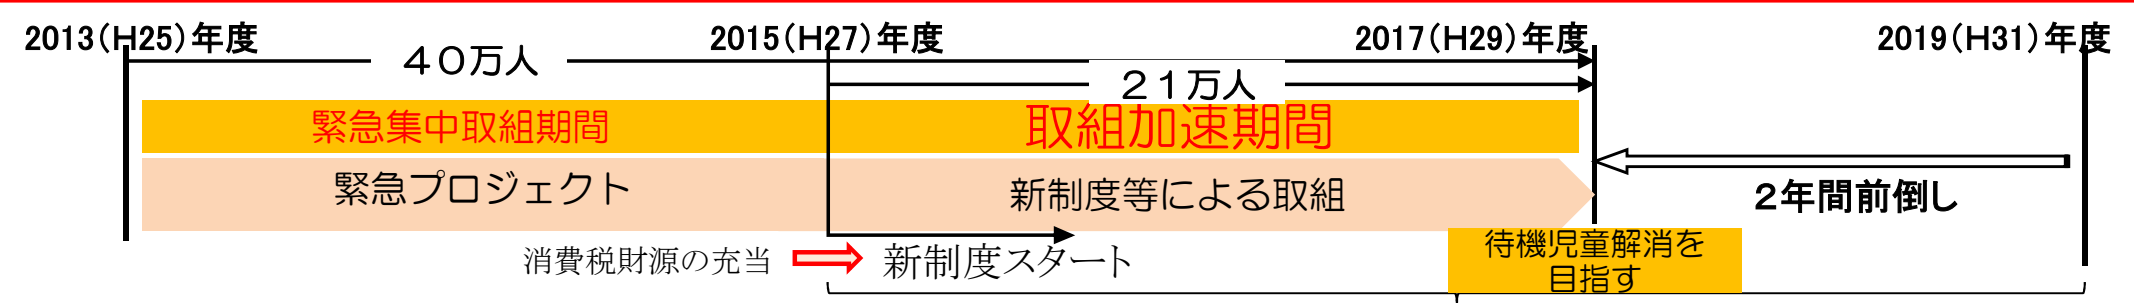 2013(H25)年度
2015(H27)年度
2017(H29)年度
2019(H31)年度
40万人
21万人
緊急集中取組期間
取組加速期間
緊急プロジェクト
新制度等による取組
2年間前倒し
消費税財源の充当
新制度スタート
待機児童解消を
目指す